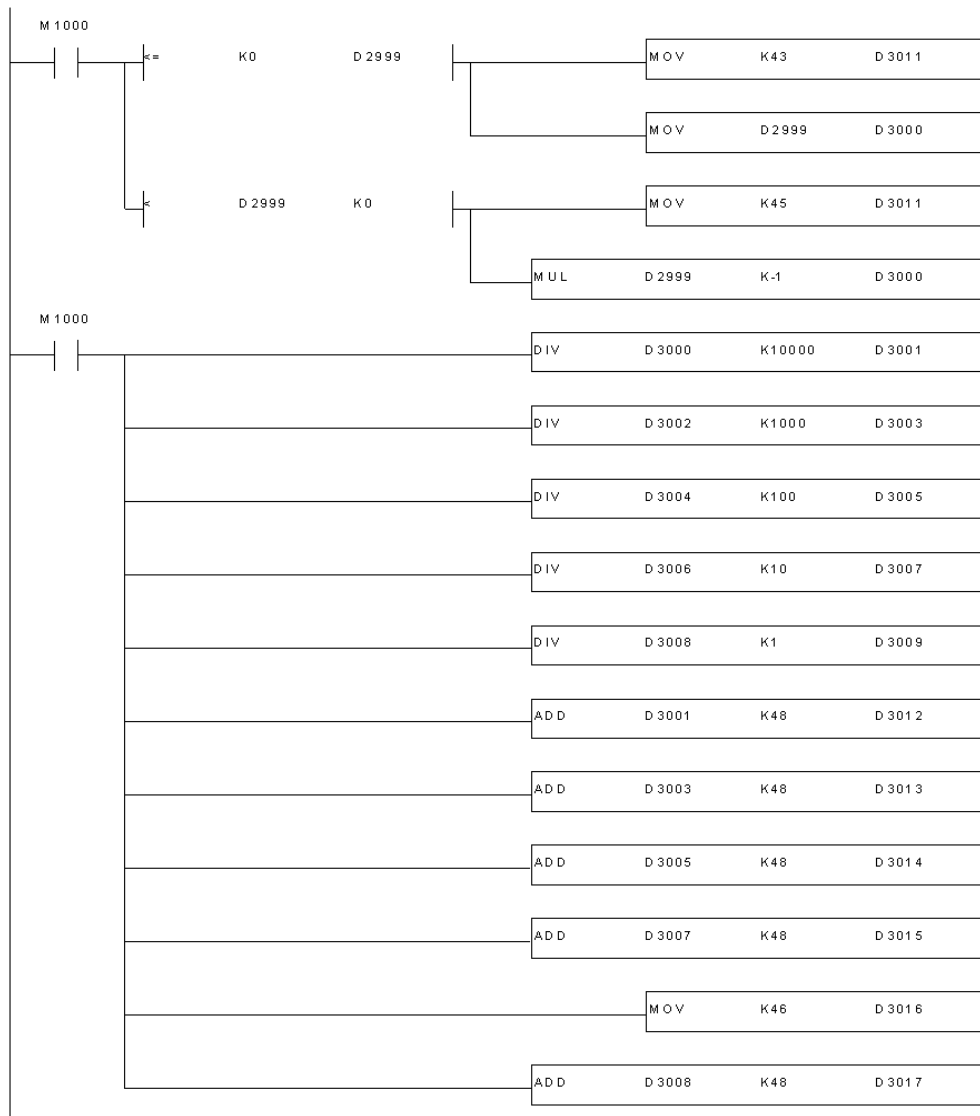 M1000
<= K0 D2999 MOV K43 D3011
MOV D2999 D3000
< D2999 K0 MOV K45 D3011
MUL D2999 K-1 D3000
M1000
DIV D3000 K10000 D3001
DIV D3002 K1000 D3003
DIV D3004 K100 D3005
DIV D3006 K10 D3007
DIV D3008 K1 D3009
ADD D3001 K48 D3012
ADD D3003 K48 D3013
ADD D3005 K48 D3014
ADD D3007 K48 D3015
MOV K46 D3016
ADD D3008 K48 D3017